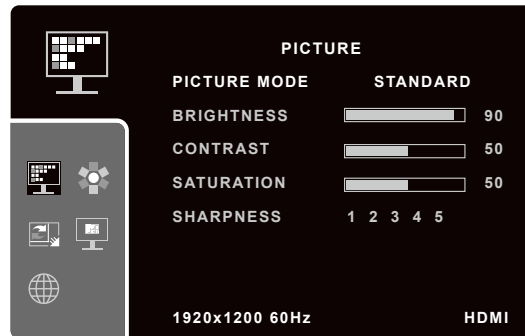 PICTURE
PICTURE MODE STANDARD
BRIGHTNESS 90
CONTRAST 50
SATURATION 50
SHARPNESS 1 2 3 4 5
1920x1200 60Hz HDMI